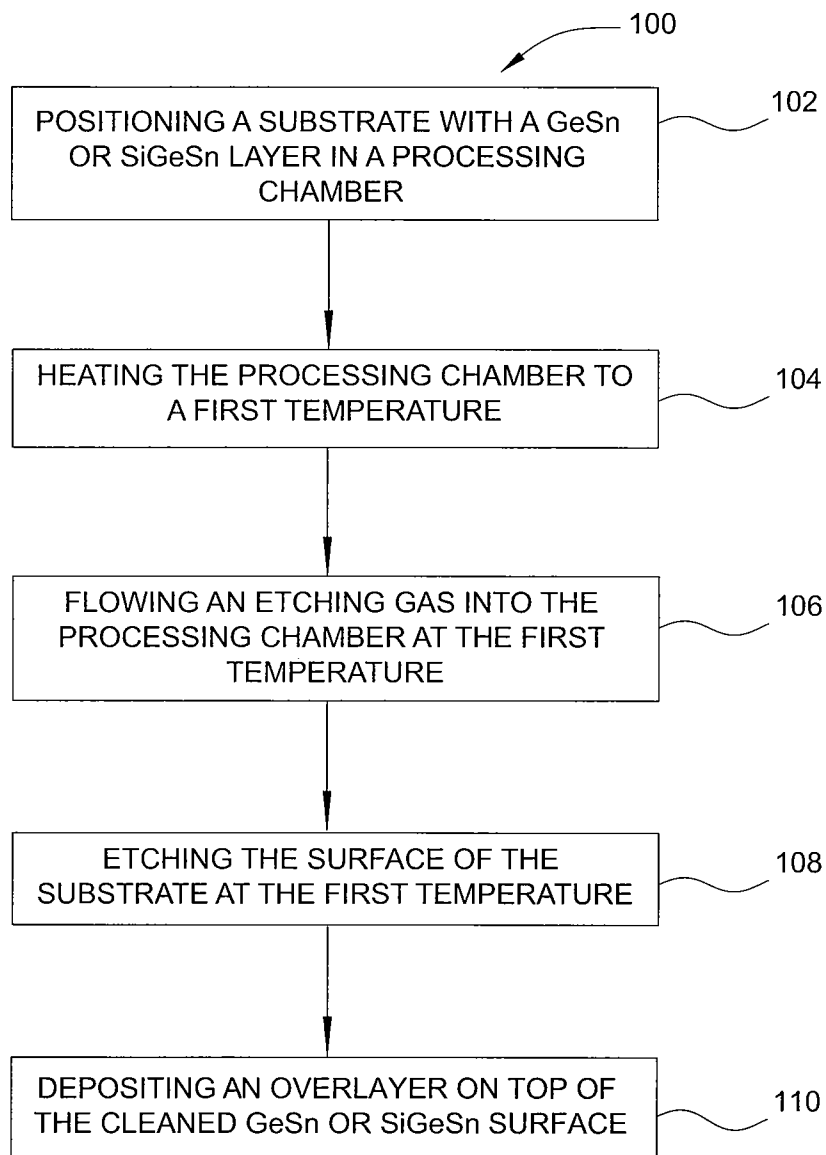 100
POSITIONING A SUBSTRATE WITH A GeSn
OR SiGeSn LAYER IN A PROCESSING
CHAMBER
102
HEATING THE PROCESSING CHAMBER TO
A FIRST TEMPERATURE
104
FLOWING AN ETCHING GAS INTO THE
PROCESSING CHAMBER AT THE FIRST
TEMPERATURE
106
ETCHING THE SURFACE OF THE
SUBSTRATE AT THE FIRST TEMPERATURE
108
DEPOSITING AN OVERLAYER ON TOP OF
THE CLEANED GeSn OR SiGeSn SURFACE
110